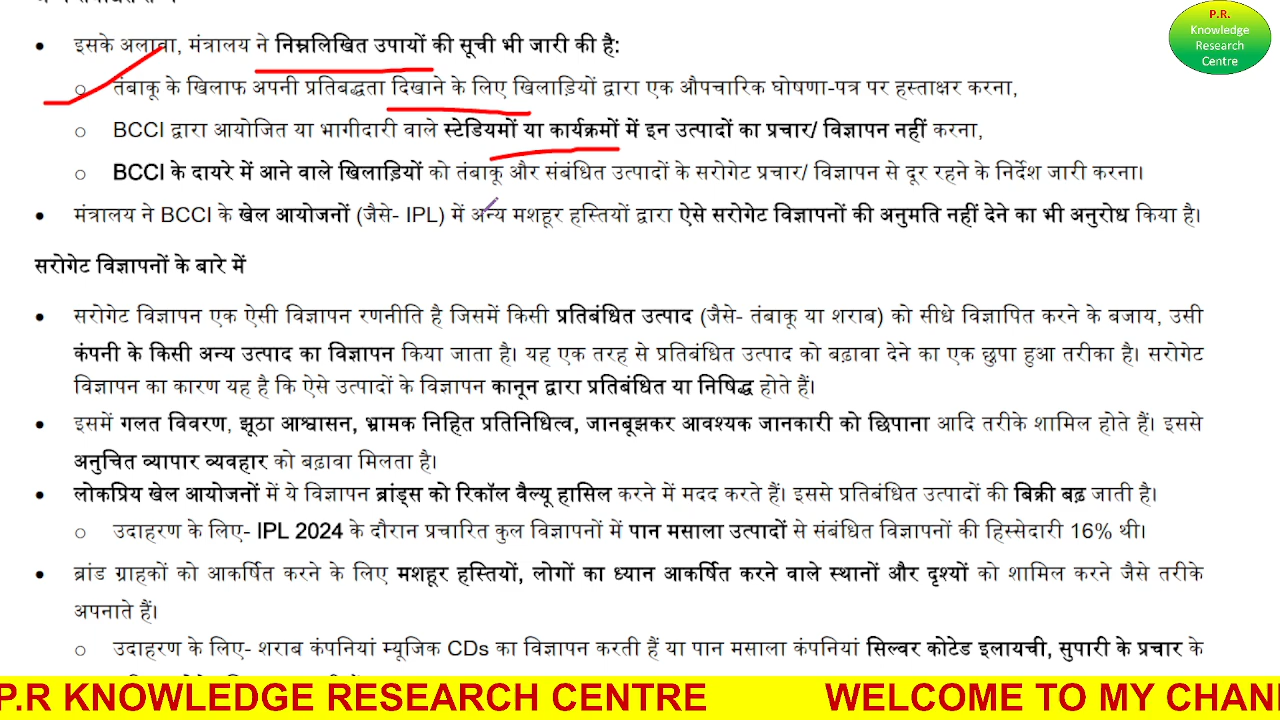 P.R.
Knowledge
Research
Centre
• इसके अलावा, मंत्रालय ने निम्नलिखित उपायों की सूची भी जारी की है:
○ तंबाकू के खिलाफ अपनी प्रतिबद्धता दिखाने के लिए खिलाड़ियों द्वारा एक औपचारिक घोषणा-पत्र पर हस्ताक्षर करना,
○ BCCI द्वारा आयोजित या भागीदारी वाले स्टेडियमों या कार्यक्रमों में इन उत्पादों का प्रचार/ विज्ञापन नहीं करना,
○ BCCI के दायरे में आने वाले खिलाड़ियों को तंबाकू और संबंधित उत्पादों के सरोगेट प्रचार/ विज्ञापन से दूर रहने के निर्देश जारी करना।
• मंत्रालय ने BCCI के खेल आयोजनों (जैसे- IPL) में अन्य मशहूर हस्तियों द्वारा ऐसे सरोगेट विज्ञापनों की अनुमति नहीं देने का भी अनुरोध किया है।
सरोगेट विज्ञापनों के बारे में
• सरोगेट विज्ञापन एक ऐसी विज्ञापन रणनीति है जिसमें किसी प्रतिबंधित उत्पाद (जैसे- तंबाकू या शराब) को सीधे विज्ञापित करने के बजाय, उसी
कंपनी के किसी अन्य उत्पाद का विज्ञापन किया जाता है। यह एक तरह से प्रतिबंधित उत्पाद को बढ़ावा देने का एक छुपा हुआ तरीका है। सरोगेट
विज्ञापन का कारण यह है कि ऐसे उत्पादों के विज्ञापन कानून द्वारा प्रतिबंधित या निषिद्ध होते हैं।
• इसमें गलत विवरण, झूठा आश्वासन, भ्रामक निहित प्रतिनिधित्व, जानबूझकर आवश्यक जानकारी को छिपाना आदि तरीके शामिल होते हैं। इससे
अनुचित व्यापार व्यवहार को बढ़ावा मिलता है।
• लोकप्रिय खेल आयोजनों में ये विज्ञापन ब्रांड्स को रिकॉल वैल्यू हासिल करने में मदद करते हैं। इससे प्रतिबंधित उत्पादों की बिक्री बढ़ जाती है।
○ उदाहरण के लिए- IPL 2024 के दौरान प्रचारित कुल विज्ञापनों में पान मसाला उत्पादों से संबंधित विज्ञापनों की हिस्सेदारी 16% थी।
• ब्रांड ग्राहकों को आकर्षित करने के लिए मशहूर हस्तियों, लोगों का ध्यान आकर्षित करने वाले स्थानों और दृश्यों को शामिल करने जैसे तरीके
अपनाते हैं।
○ उदाहरण के लिए- शराब कंपनियां म्यूजिक CDs का विज्ञापन करती हैं या पान मसाला कंपनियां सिल्वर कोटेड इलायची, सुपारी के प्रचार के
P.R KNOWLEDGE RESEARCH CENTRE WELCOME TO MY CHAN